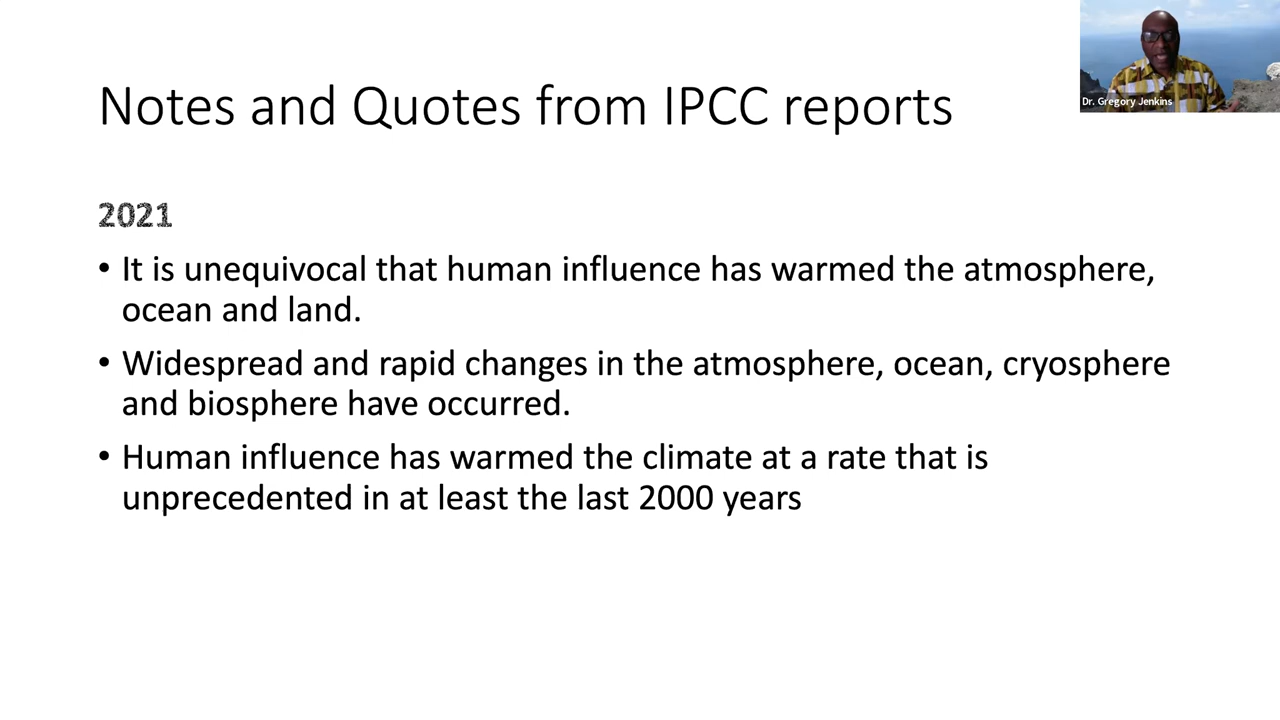 Notes and Quotes from IPCC reports
Dr. Gregory Jenkins
2021
• It is unequivocal that human influence has warmed the atmosphere,
ocean and land.
• Widespread and rapid changes in the atmosphere, ocean, cryosphere
and biosphere have occurred.
• Human influence has warmed the climate at a rate that is
unprecedented in at least the last 2000 years